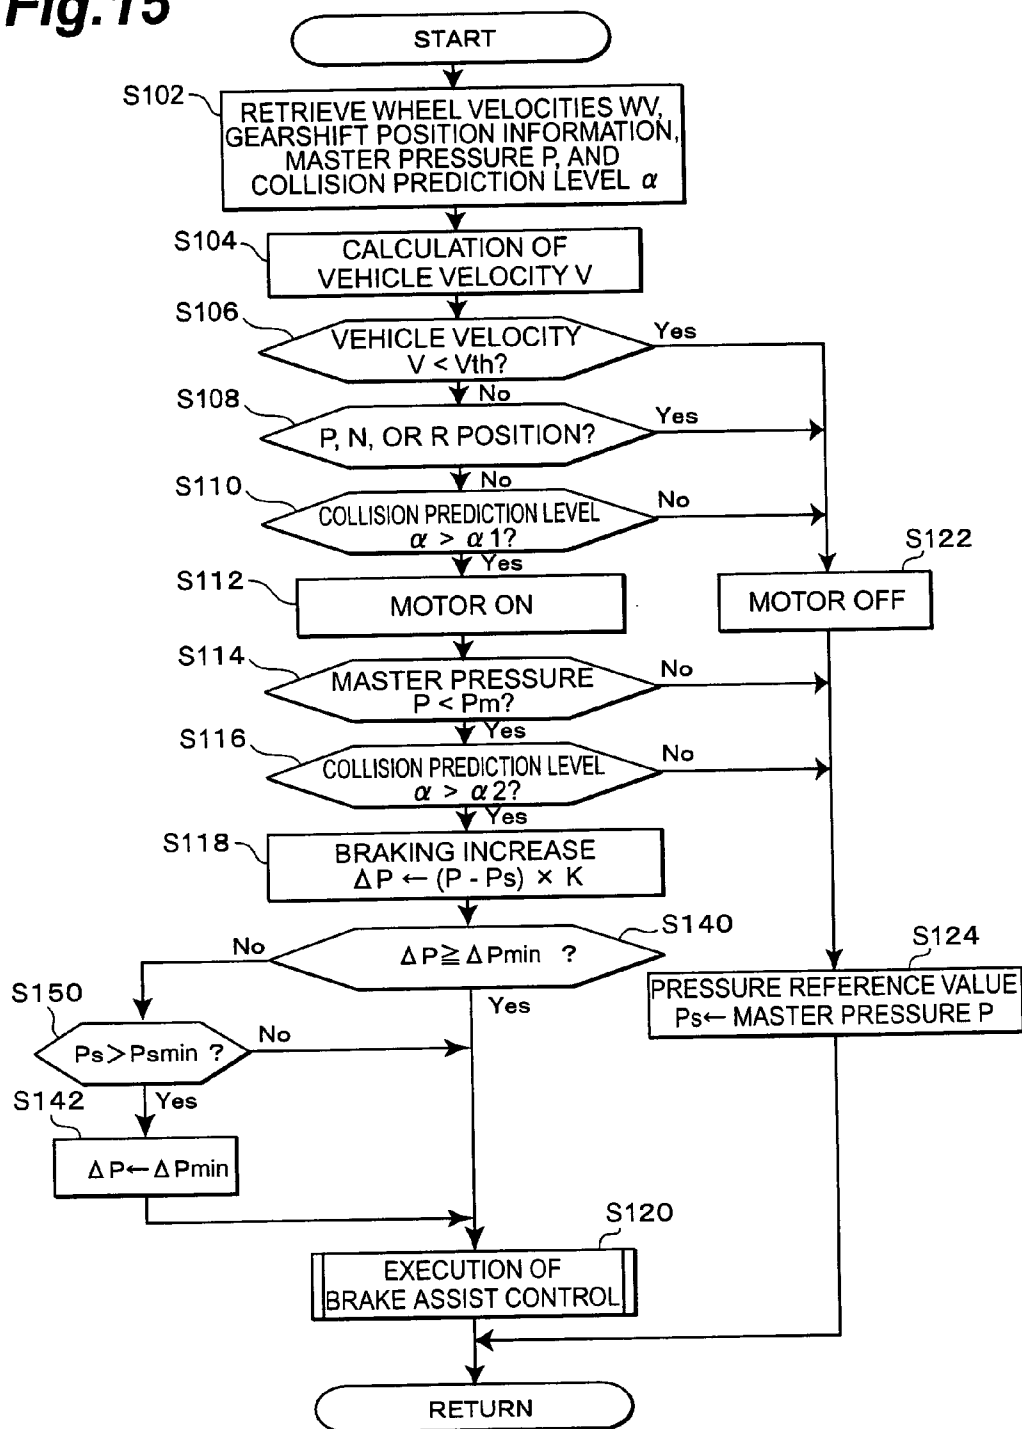 Fig.15
START
S102
RETRIEVE WHEEL VELOCITIES WV,
GEARSHIFT POSITION INFORMATION,
MASTER PRESSURE P, AND
COLLISION PREDICTION LEVEL α
S104
CALCULATION OF
VEHICLE VELOCITY V
S106
VEHICLE VELOCITY
V < Vth?
Yes
No
S108
P, N, OR R POSITION?
Yes
No
S110
COLLISION PREDICTION LEVEL
α > α1?
No
Yes
S112
MOTOR ON
S122
MOTOR OFF
S114
MASTER PRESSURE
P < Pm?
No
Yes
S116
COLLISION PREDICTION LEVEL
α > α2?
No
Yes
S118
BRAKING INCREASE
ΔP ← (P - Ps) × K
S140
ΔP≧ΔPmin ?
No
Yes
S124
PRESSURE REFERENCE VALUE
Ps← MASTER PRESSURE P
S150
Ps>Psmin ?
No
Yes
S142
ΔP←ΔPmin
S120
EXECUTION OF
BRAKE ASSIST CONTROL
RETURN